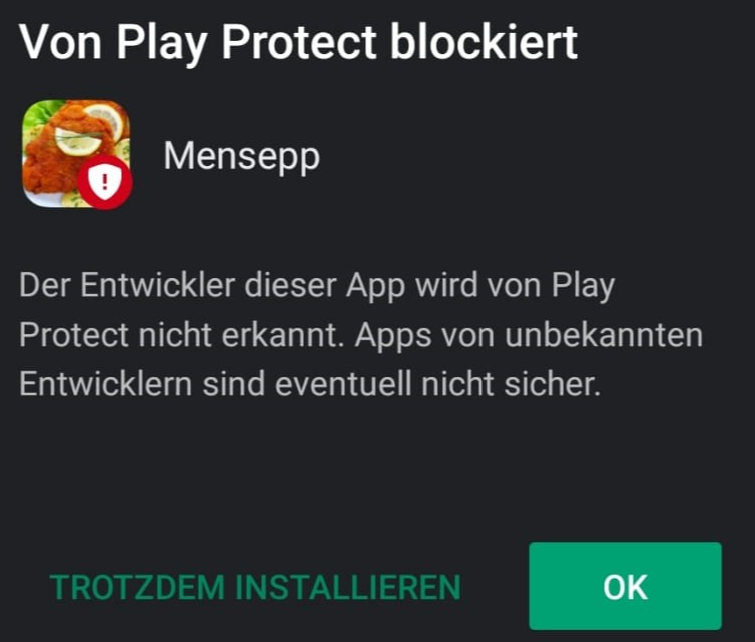 Von Play Protect blockiert
Mensepp
Der Entwickler dieser App wird von Play
Protect nicht erkannt. Apps von unbekannten
Entwicklern sind eventuell nicht sicher.
TROTZDEM INSTALLIEREN
OK